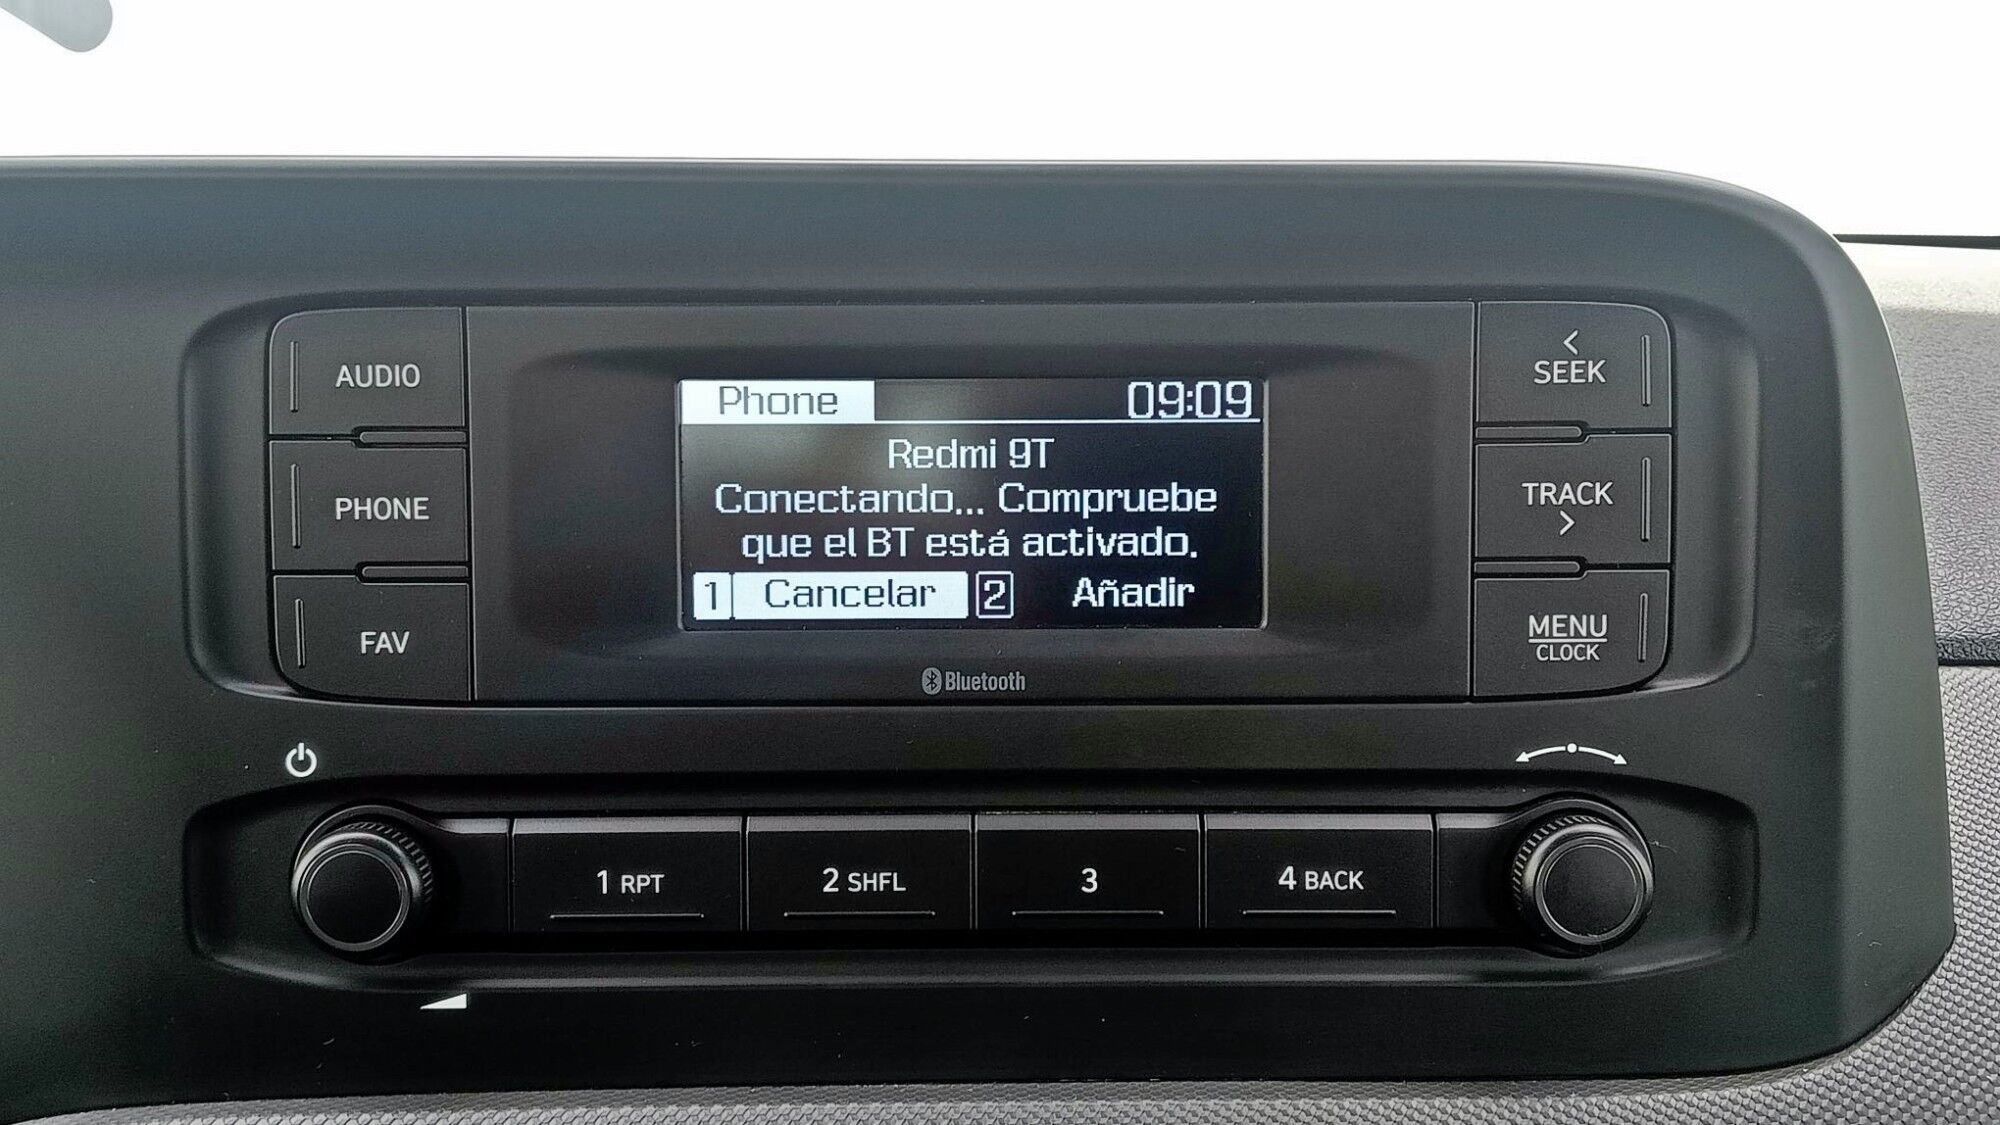 AUDIO
PHONE
FAV
Phone 09:09
Redmi 9T
Conectando... Compruebe
que el BT está activado.
1 Cancelar 2 Añadir
Bluetooth
< SEEK
TRACK >
MENU
CLOCK
1 RPT
2 SHFL
3
4 BACK